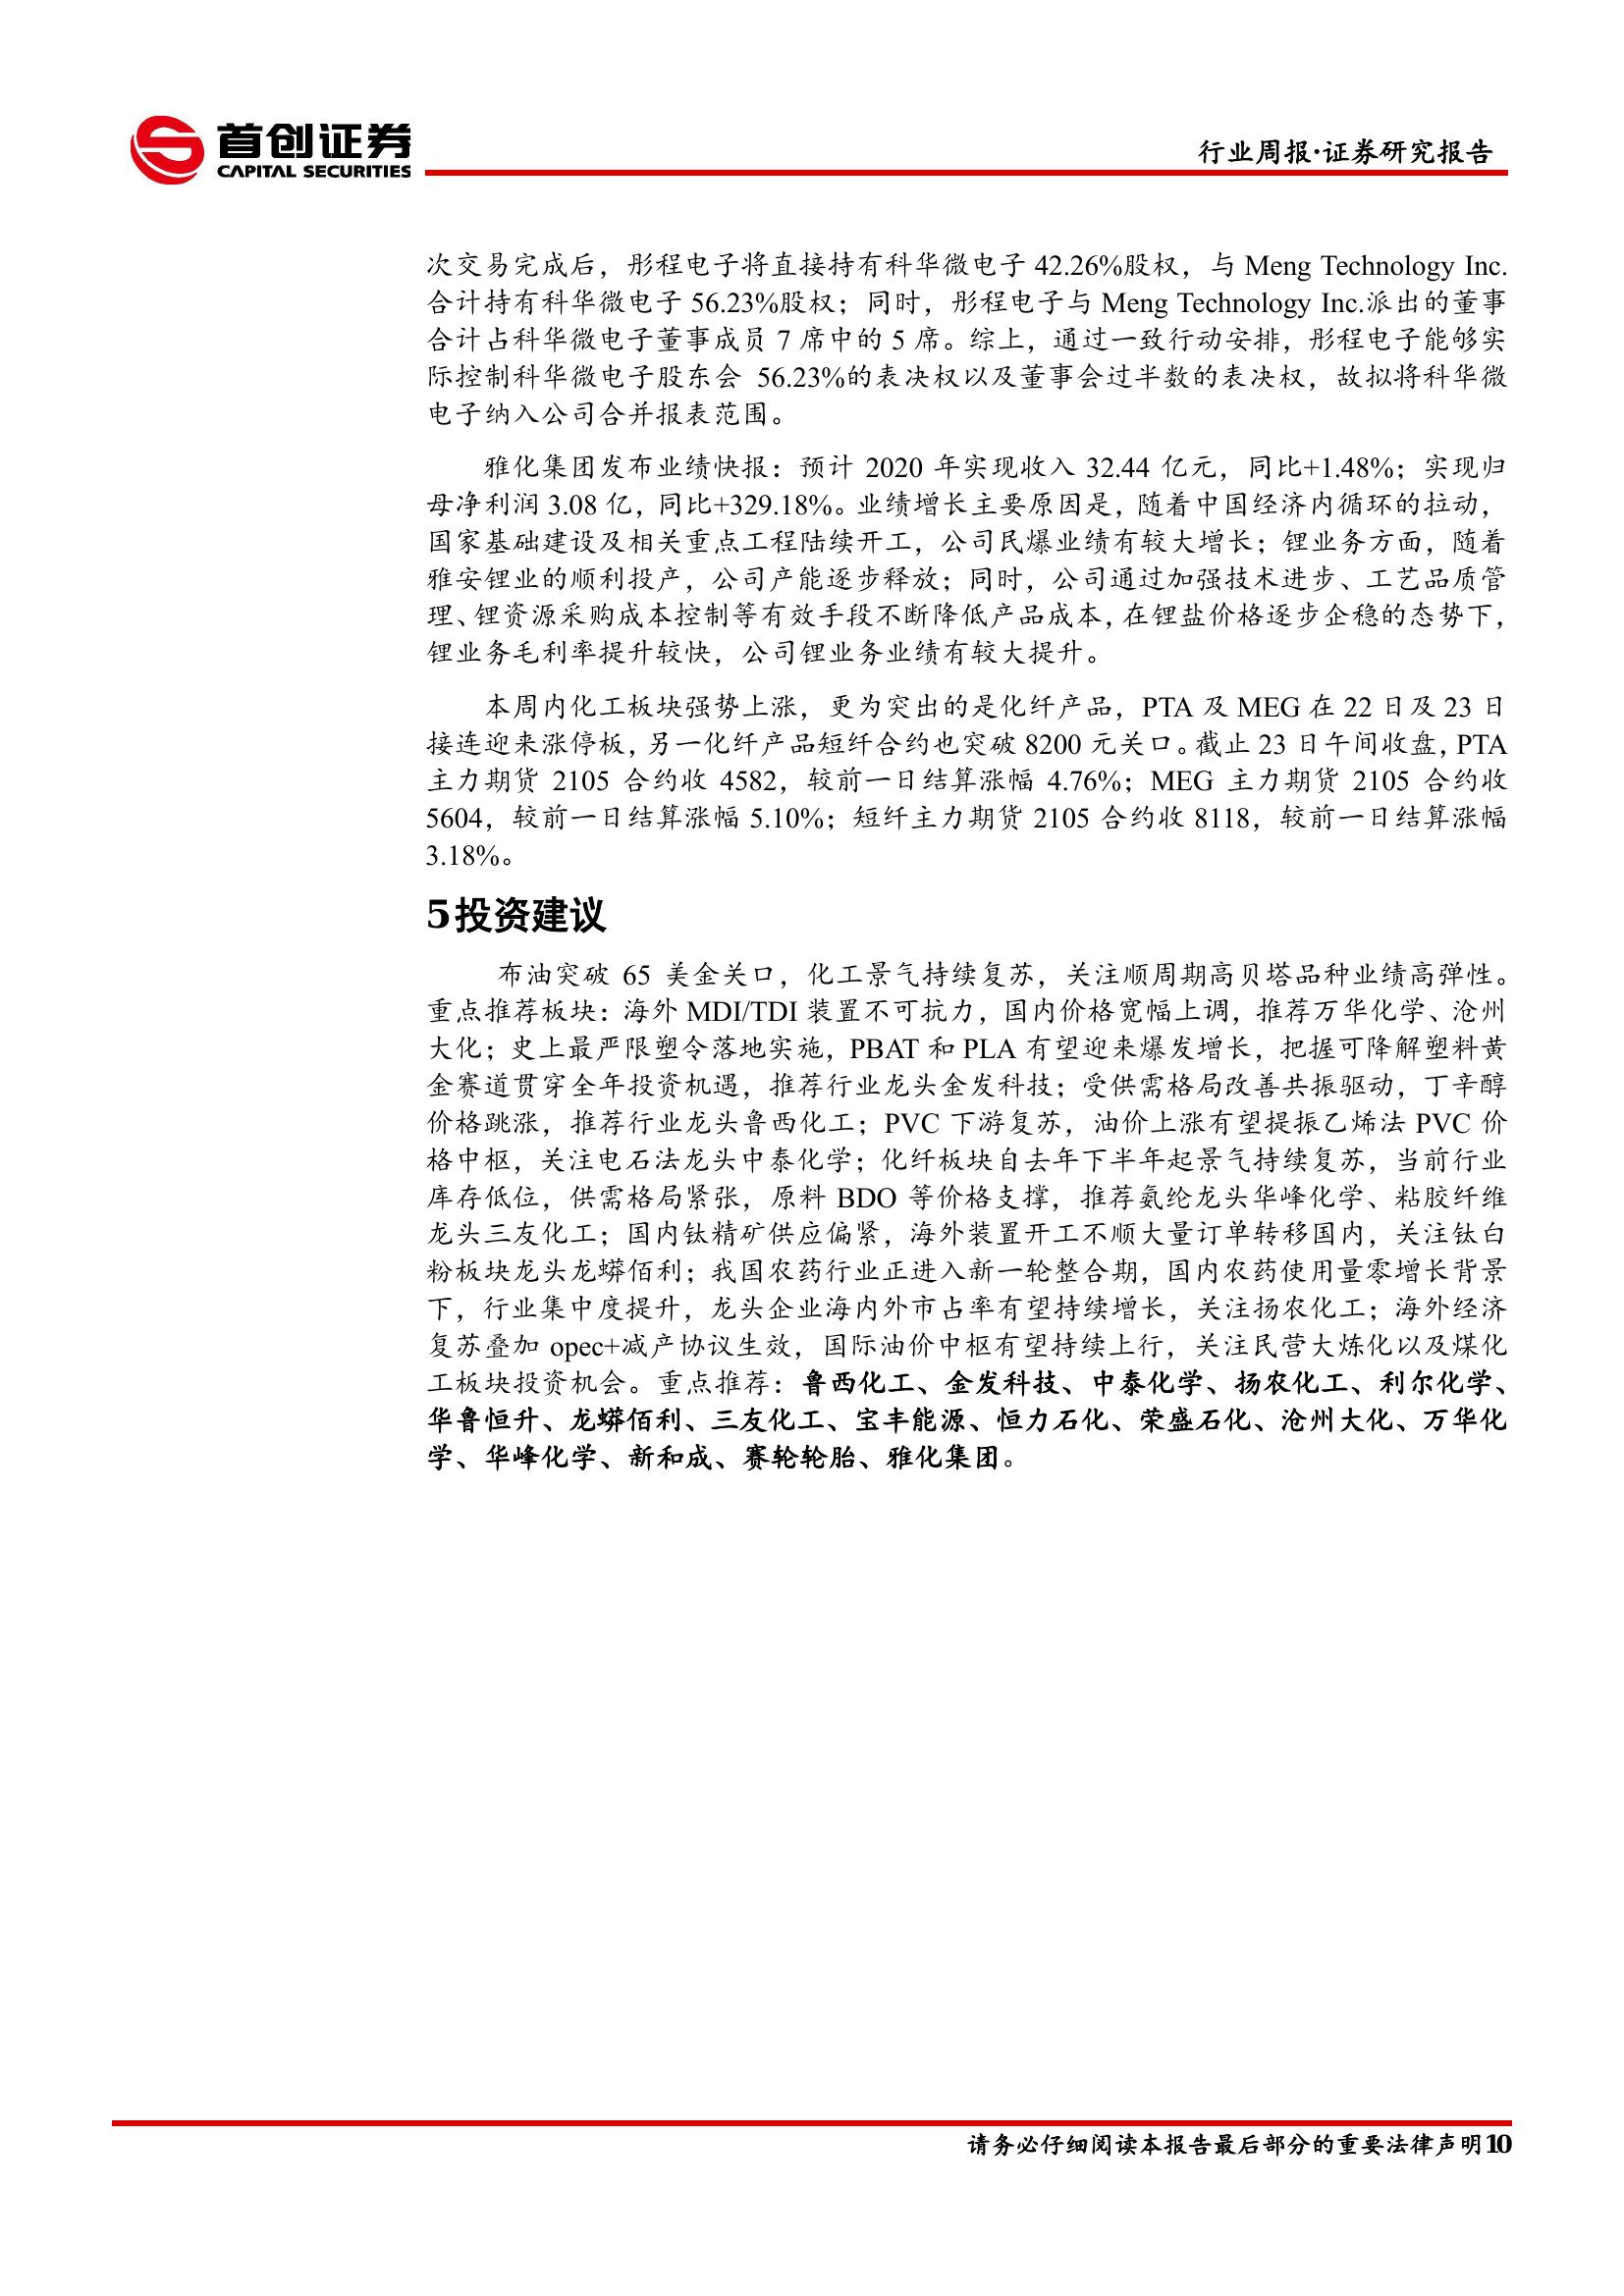 首创证券
CAPITAL SECURITIES
行业周报·证券研究报告
次交易完成后，彤程电子将直接持有科华微电子 42.26%股权，与 Meng Technology Inc.
合计持有科华微电子 56.23%股权；同时，彤程电子与 Meng Technology Inc.派出的董事
合计占科华微电子董事成员 7 席中的 5 席。综上，通过一致行动安排，彤程电子能够实
际控制科华微电子股东会 56.23%的表决权以及董事会过半数的表决权，故拟将科华微
电子纳入公司合并报表范围。
雅化集团发布业绩快报：预计 2020 年实现收入 32.44 亿元，同比+1.48%；实现归
母净利润 3.08 亿，同比+329.18%。业绩增长主要原因是，随着中国经济内循环的拉动，
国家基础建设及相关重点工程陆续开工，公司民爆业绩有较大增长；锂业务方面，随着
雅安锂业的顺利投产，公司产能逐步释放；同时，公司通过加强技术进步、工艺品质管
理、锂资源采购成本控制等有效手段不断降低产品成本，在锂盐价格逐步企稳的态势下，
锂业务毛利率提升较快，公司锂业务业绩有较大提升。
本周内化工板块强势上涨，更为突出的是化纤产品，PTA 及 MEG 在 22 日及 23 日
接连迎来涨停板，另一化纤产品短纤合约也突破 8200 元关口。截止 23 日午间收盘，PTA
主力期货 2105 合约收 4582，较前一日结算涨幅 4.76%；MEG 主力期货 2105 合约收
5604，较前一日结算涨幅 5.10%；短纤主力期货 2105 合约收 8118，较前一日结算涨幅
3.18%。
5 投资建议
布油突破 65 美金关口，化工景气持续复苏，关注顺周期高贝塔品种业绩高弹性。
重点推荐板块：海外 MDI/TDI 装置不可抗力，国内价格宽幅上调，推荐万华化学、沧州
大化；史上最严限塑令落地实施，PBAT 和 PLA 有望迎来爆发增长，把握可降解塑料黄
金赛道贯穿全年投资机遇，推荐行业龙头金发科技；受供需格局改善共振驱动，丁辛醇
价格跳涨，推荐行业龙头鲁西化工；PVC 下游复苏，油价上涨有望提振乙烯法 PVC 价
格中枢，关注电石法龙头中泰化学；化纤板块自去年下半年起景气持续复苏，当前行业
库存低位，供需格局紧张，原料 BDO 等价格支撑，推荐氨纶龙头华峰化学、粘胶纤维
龙头三友化工；国内钛精矿供应偏紧，海外装置开工不顺大量订单转移国内，关注钛白
粉板块龙头龙蟒佰利；我国农药行业正进入新一轮整合期，国内农药使用量零增长背景
下，行业集中度提升，龙头企业海内外市占率有望持续增长，关注扬农化工；海外经济
复苏叠加 opec+减产协议生效，国际油价中枢有望持续上行，关注民营大炼化以及煤化
工板块投资机会。重点推荐：鲁西化工、金发科技、中泰化学、扬农化工、利尔化学、
华鲁恒升、龙蟒佰利、三友化工、宝丰能源、恒力石化、荣盛石化、沧州大化、万华化
学、华峰化学、新和成、赛轮轮胎、雅化集团。
请务必仔细阅读本报告最后部分的重要法律声明 10